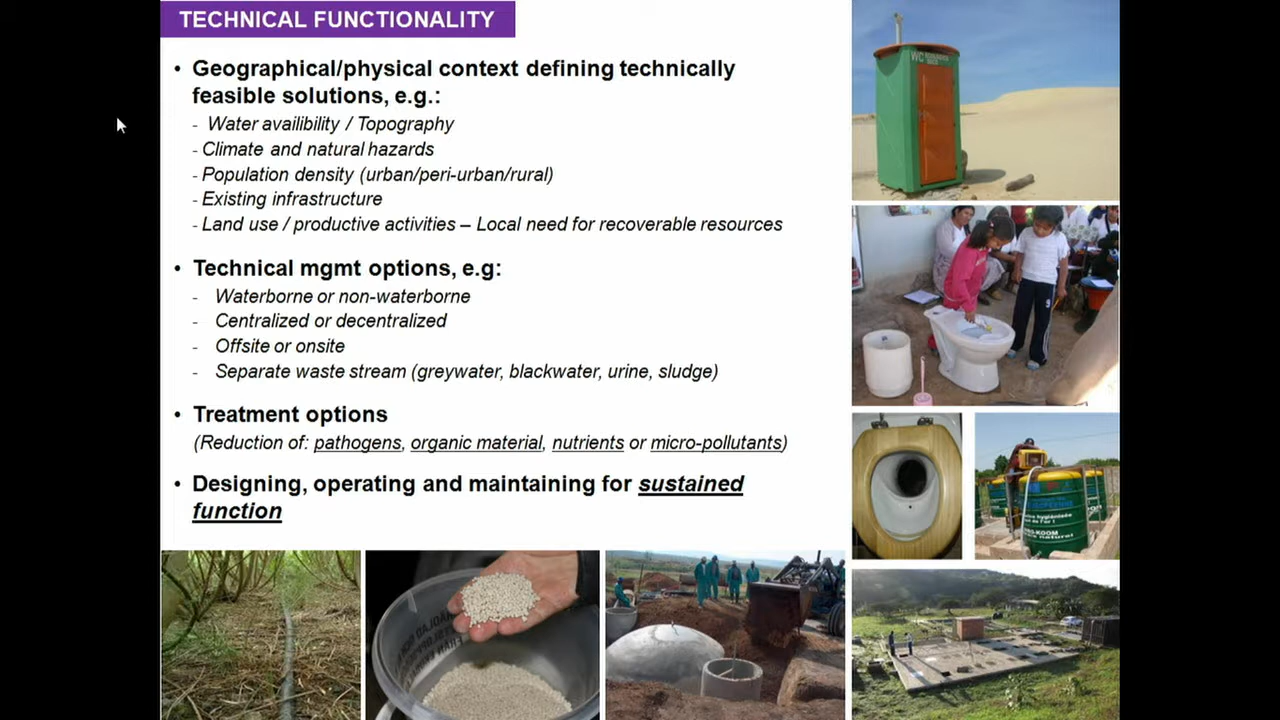 TECHNICAL FUNCTIONALITY
• Geographical/physical context defining technically
feasible solutions, e.g.:
- Water availibility / Topography
- Climate and natural hazards
- Population density (urban/peri-urban/rural)
- Existing infrastructure
- Land use / productive activities – Local need for recoverable resources
• Technical mgmt options, e.g:
- Waterborne or non-waterborne
- Centralized or decentralized
- Offsite or onsite
- Separate waste stream (greywater, blackwater, urine, sludge)
• Treatment options
(Reduction of: pathogens, organic material, nutrients or micro-pollutants)
• Designing, operating and maintaining for sustained
function
WC